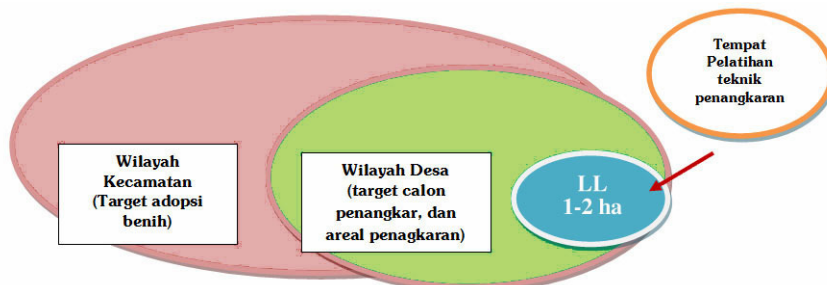 Tempat
Pelatihan
teknik
penangkaran
Wilayah
Kecamatan
(Target adopsi
benih)
Wilayah Desa
(target calon
penangkar, dan
areal penagkaran)
LL
1-2 ha